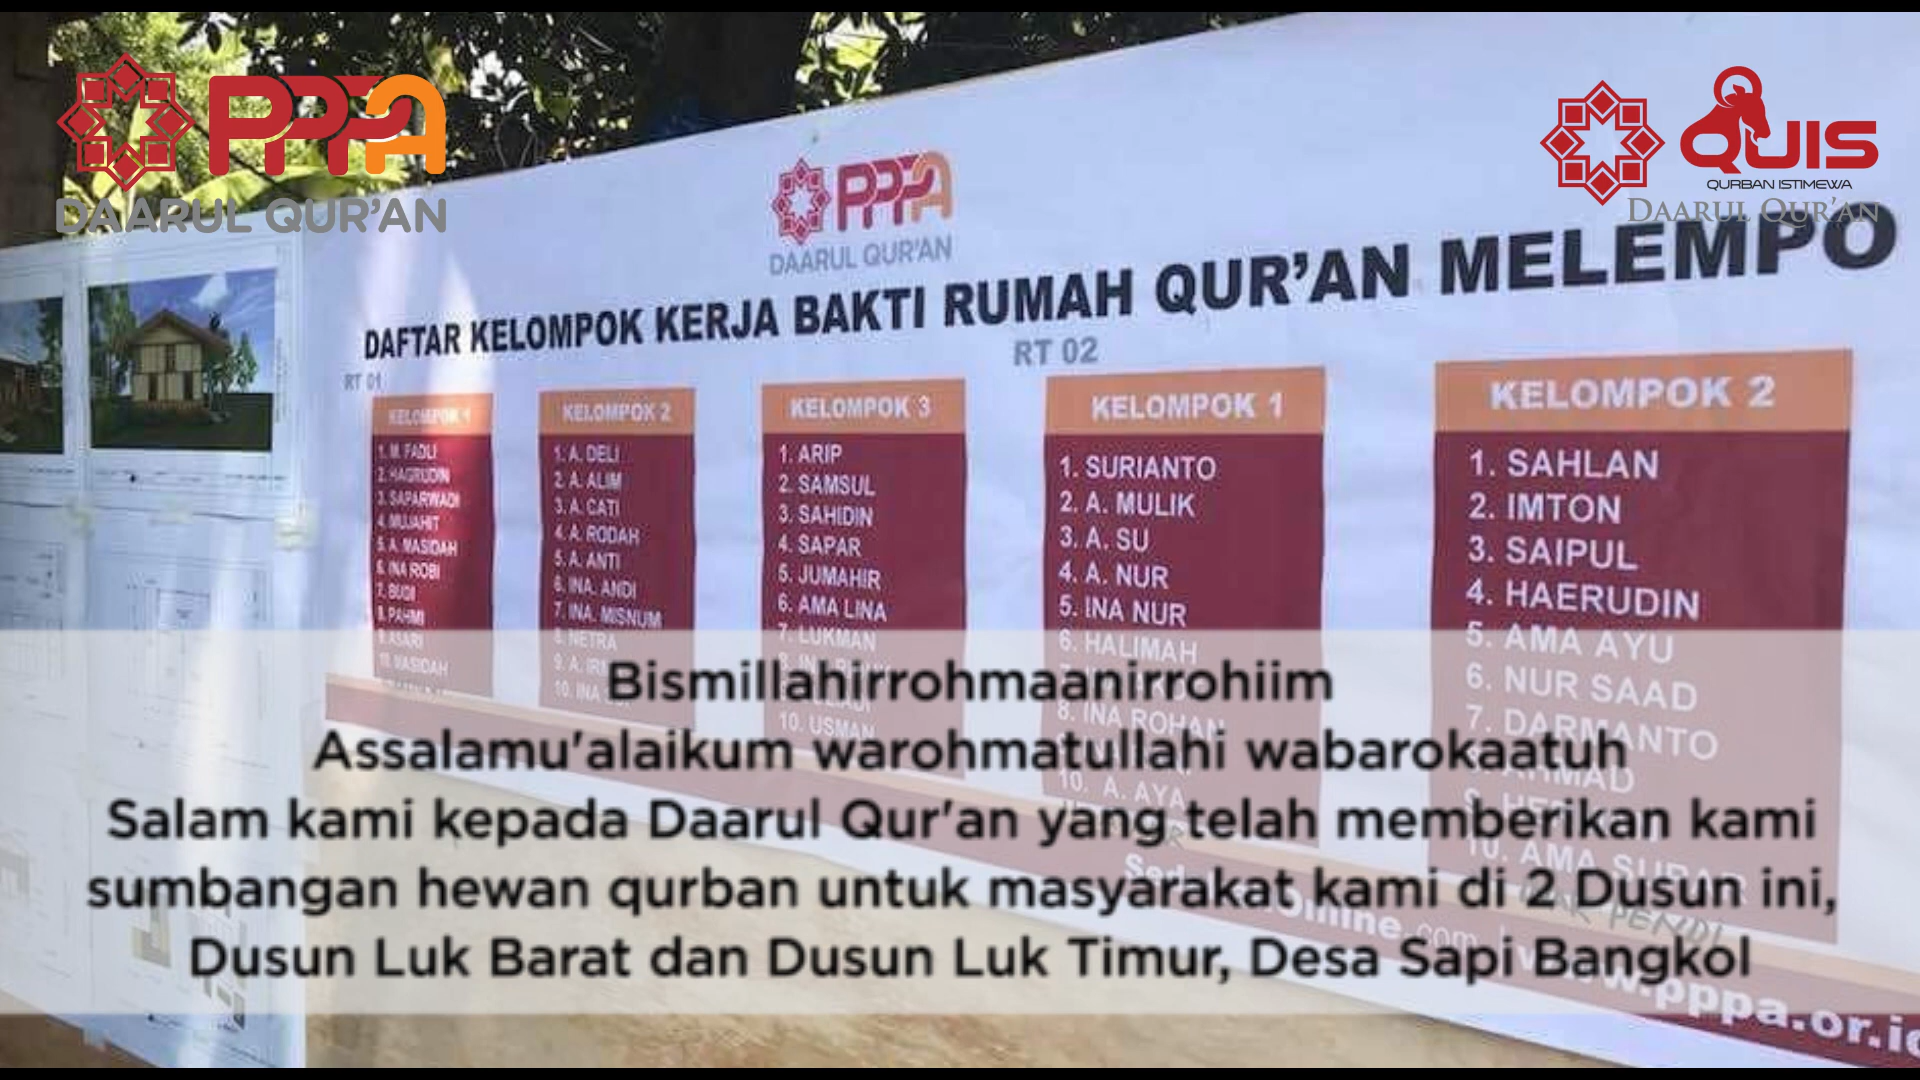 PPPA
DAARUL QUR'AN
QUIS
QURBAN ISTIMEWA
DAARUL QUR'AN
PPPA
DAARUL QUR'AN
DAFTAR KELOMPOK KERJA BAKTI RUMAH QUR'AN MELEMPO
RT 01
RT 02
KELOMPOK 1
1. M. FADLI
2. HAGRUDIN
3. SAPARWADI
4. MUJAHIT
5. A. MASIDAH
6. INA ROBI
7. BUDI
8. PAHMI
9. ASARI
10. MASIDAH
KELOMPOK 2
1. A. DELI
2. A. ALIM
3. A. CATI
4. A. RODAH
5. A. ANTI
6. INA. ANDI
7. INA. MISNUM
8. NETRA
9. A.
10. INA
KELOMPOK 3
1. ARIP
2. SAMSUL
3. SAHIDIN
4. SAPAR
5. JUMAHIR
6. AMA LINA
7. LUKMAN
10. USMAN
KELOMPOK 1
1. SURIANTO
2. A. MULIK
3. A. SU
4. A. NUR
5. INA NUR
6. HALIMAH
8. INA ROHAN
10. A. AYA
KELOMPOK 2
1. SAHLAN
2. IMTON
3. SAIPUL
4. HAERUDIN
5. AMA AYU
6. NUR SAAD
7. DARMANTO
8. AHMAD
10. AMA
www.pppa.or.id
Bismillahirrohmaanirrohiim
Assalamu'alaikum warohmatullahi wabarokaatuh
Salam kami kepada Daarul Qur'an yang telah memberikan kami
sumbangan hewan qurban untuk masyarakat kami di 2 Dusun ini,
Dusun Luk Barat dan Dusun Luk Timur, Desa Sapi Bangkol